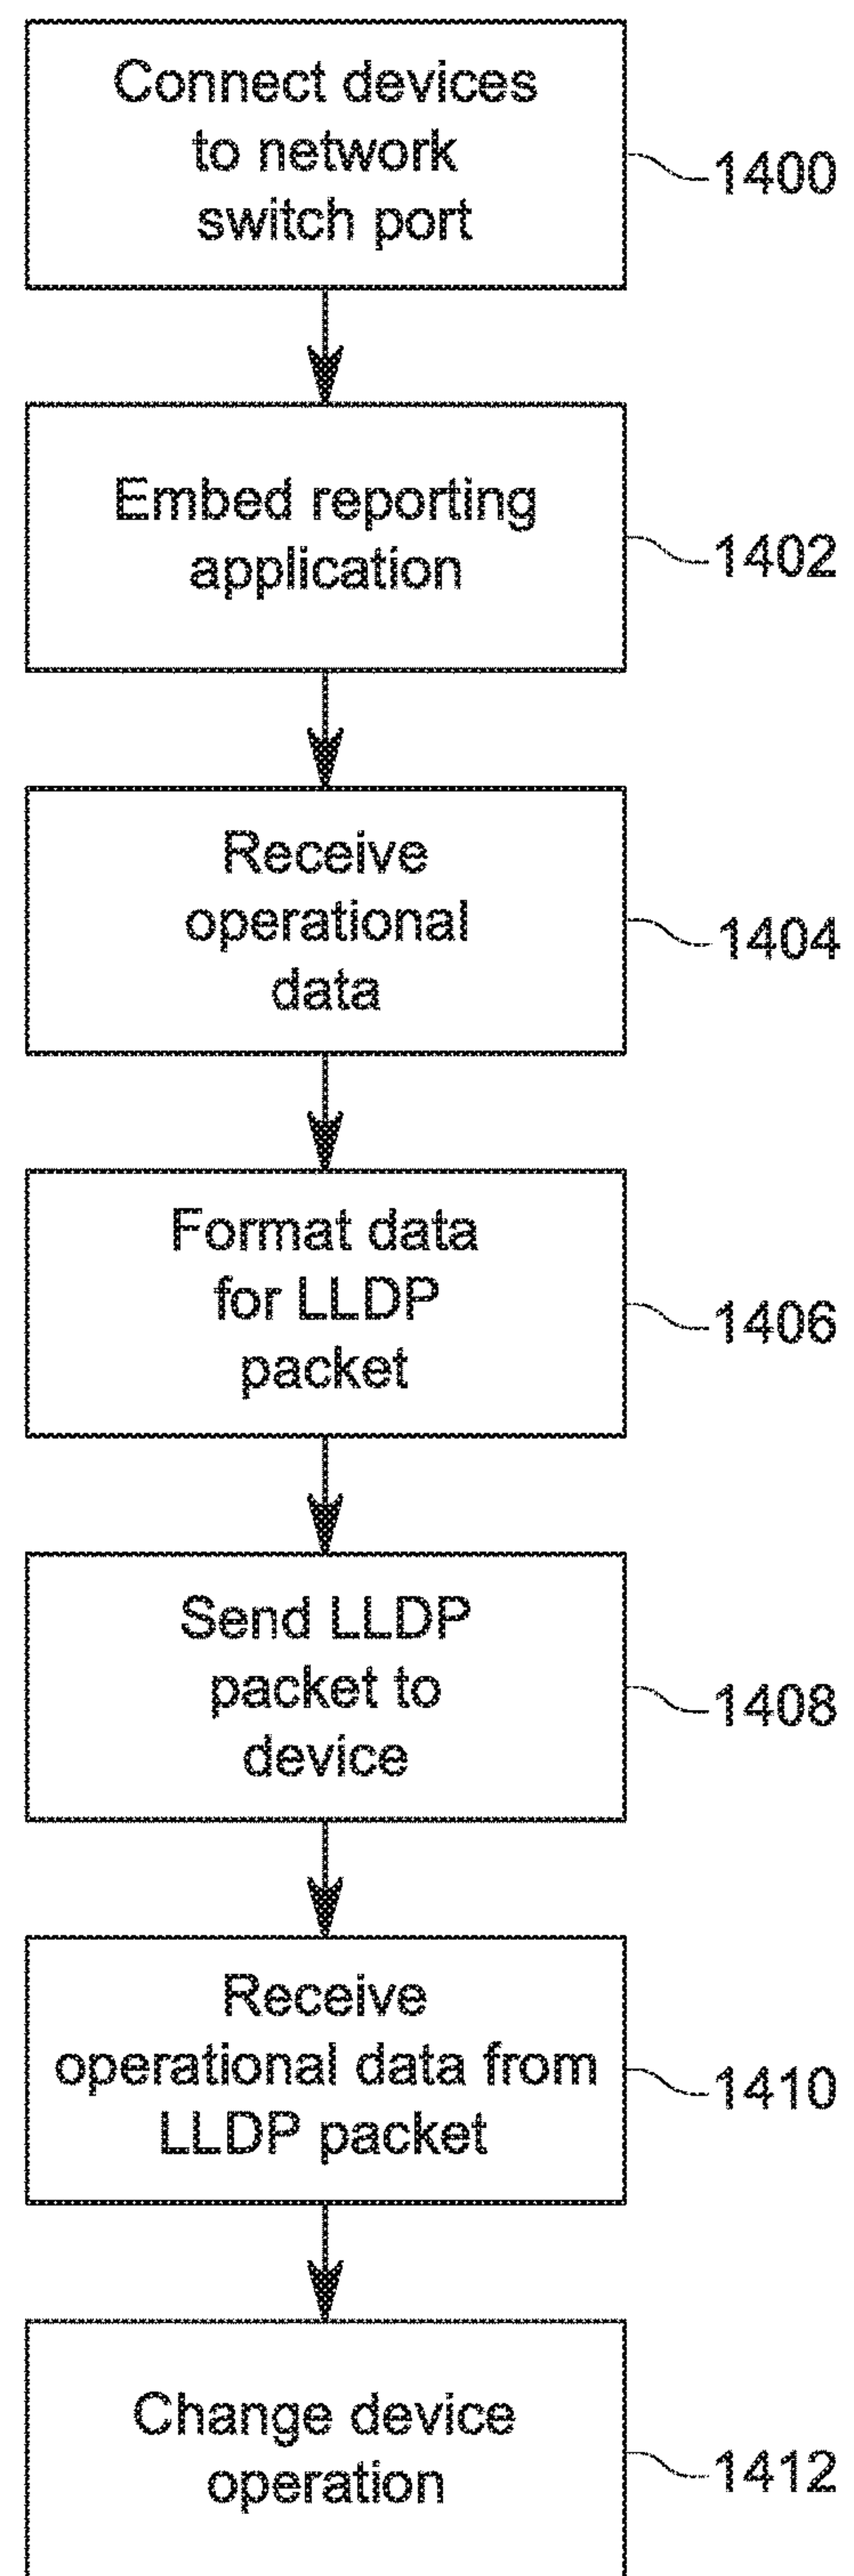 Connect devices
to network
switch port
1400
Embed reporting
application
1402
Receive
operational
data
1404
Format data
for LLDP
packet
1406
Send LLDP
packet to
device
1408
Receive
operational data from
LLDP packet
1410
Change device
operation
1412